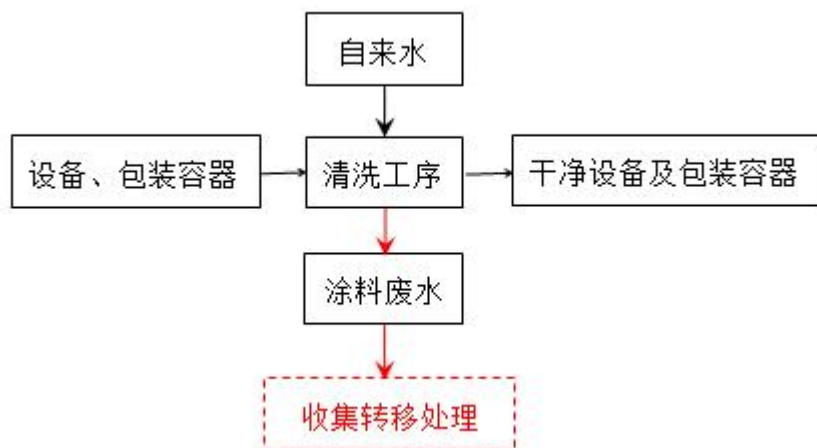 自来水
设备、包装容器
清洗工序
干净设备及包装容器
涂料废水
收集转移处理